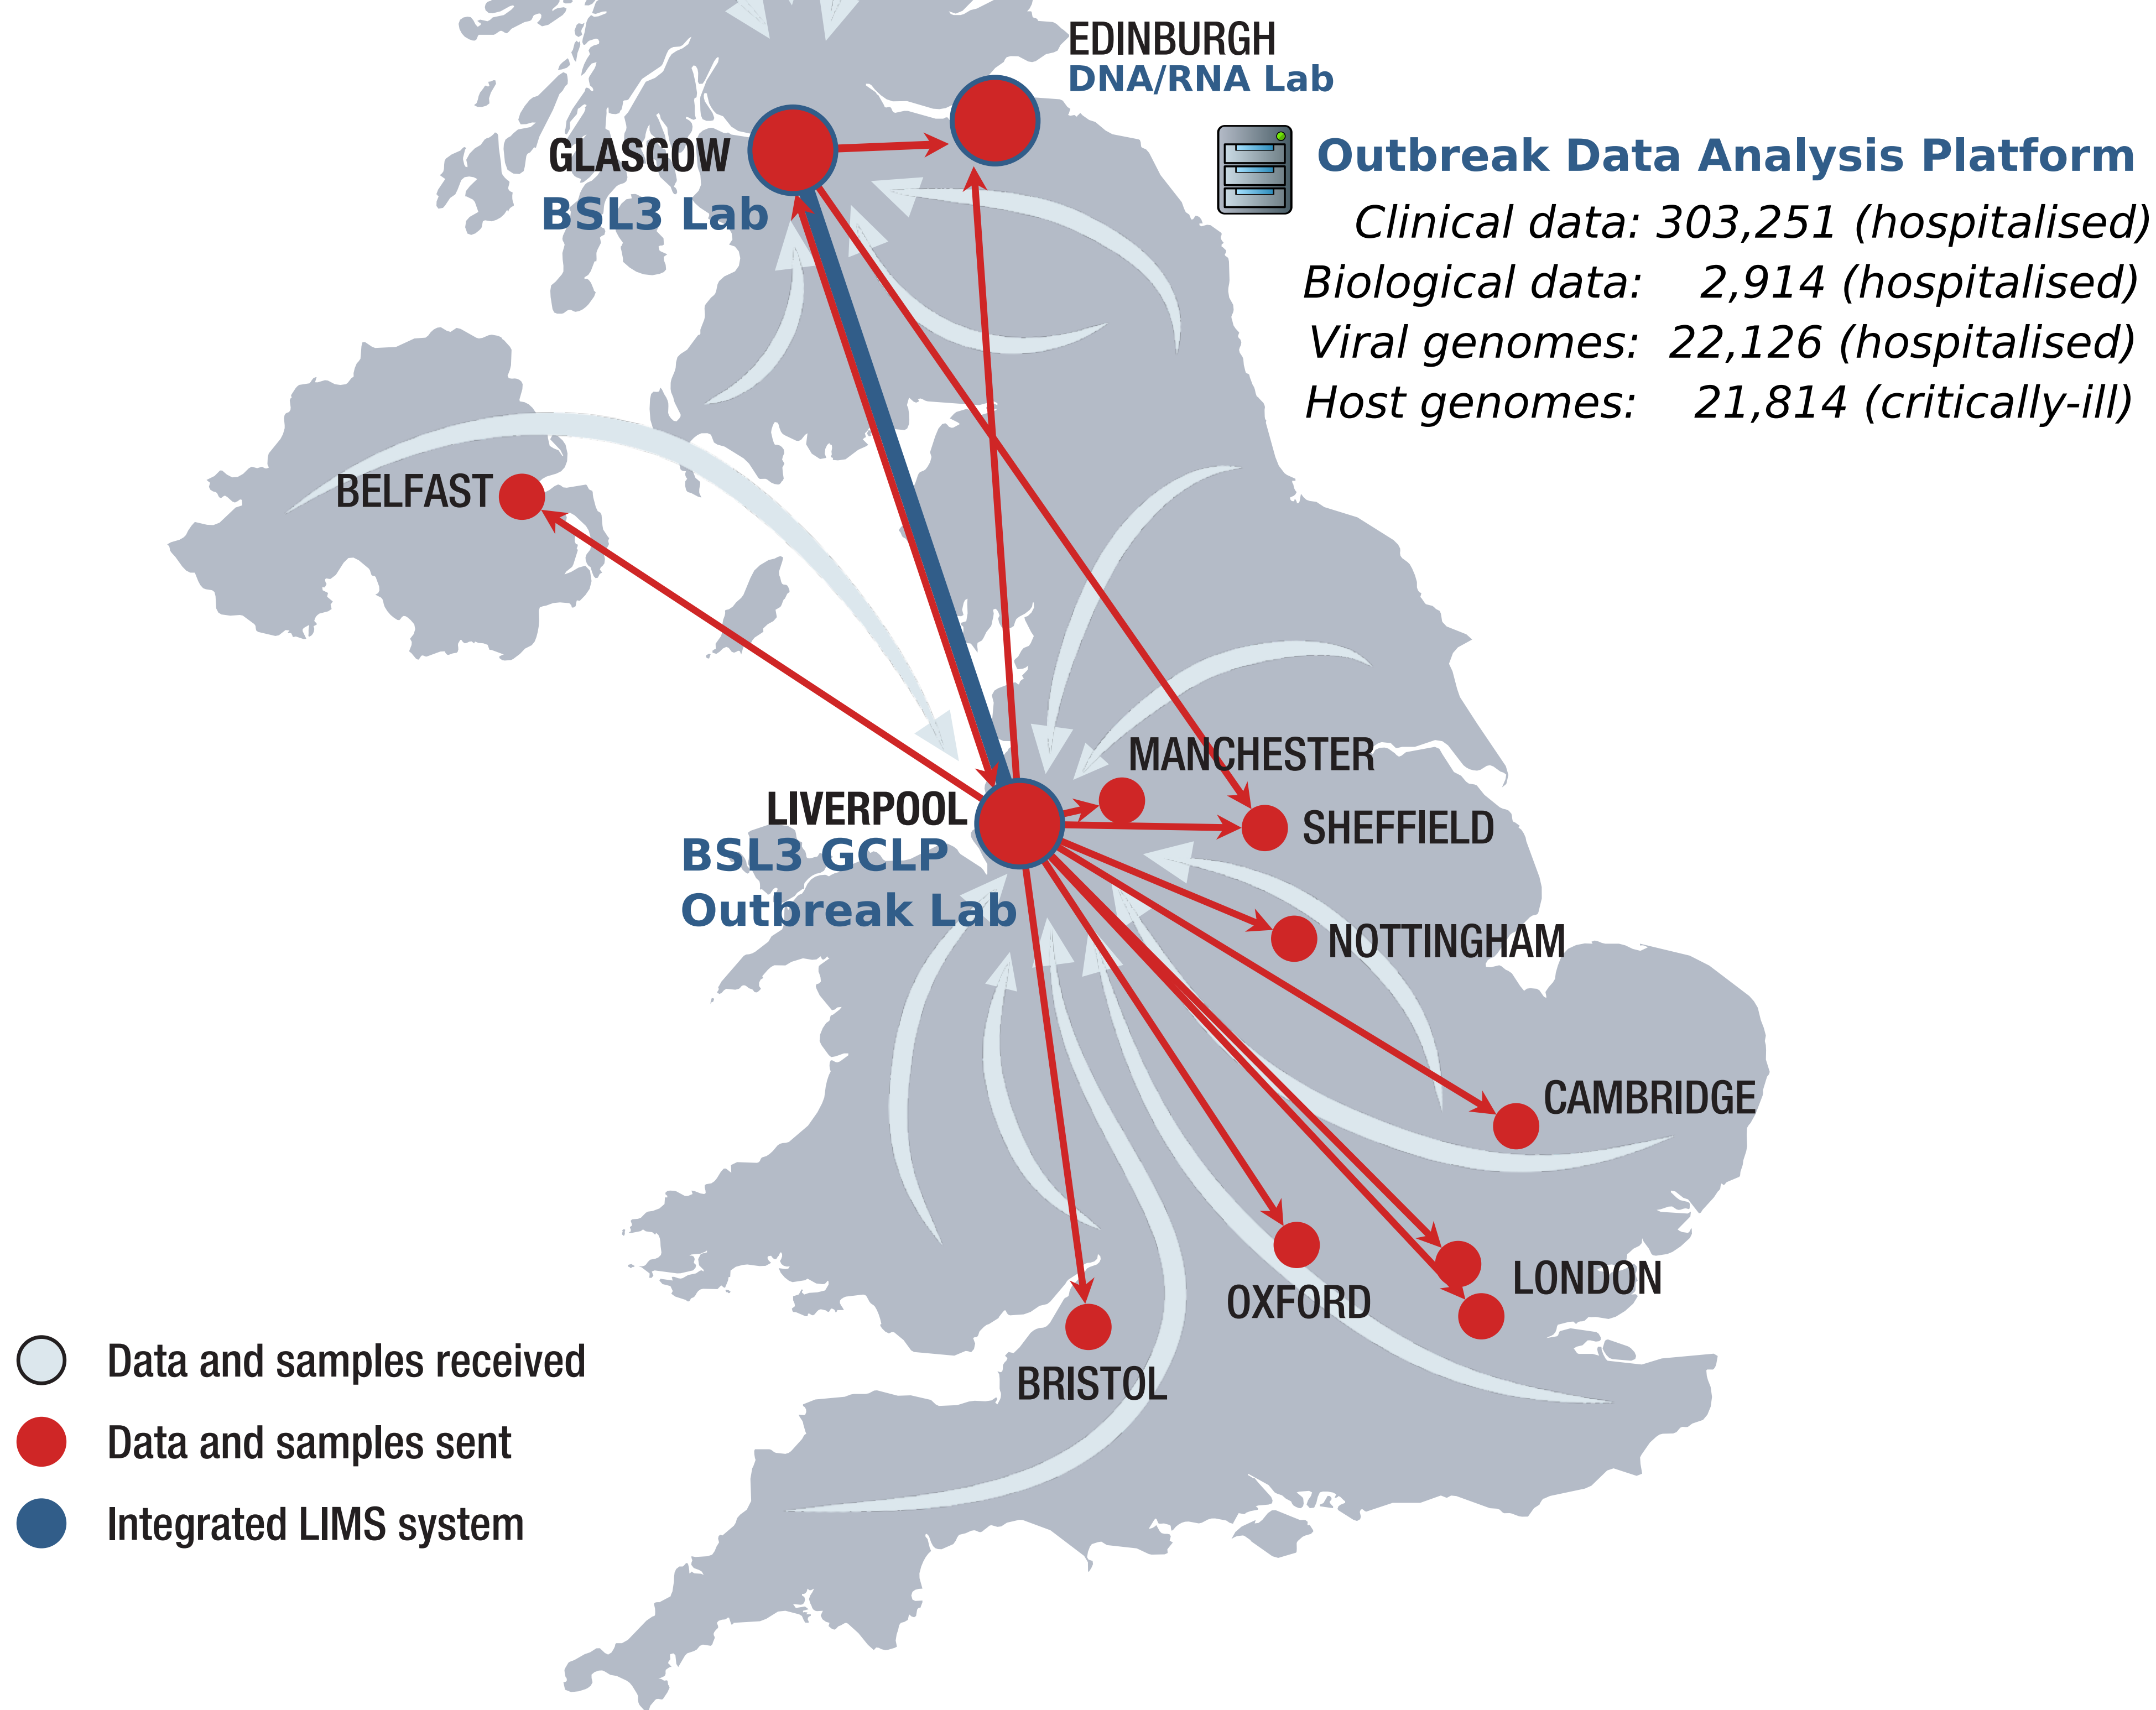 EDINBURGH
DNA/RNA Lab
GLASGOW
BSL3 Lab
Outbreak Data Analysis Platform
Clinical data: 303,251 (hospitalised)
Biological data: 2,914 (hospitalised)
Viral genomes: 22,126 (hospitalised)
Host genomes: 21,814 (critically-ill)
BELFAST
MANCHESTER
LIVERPOOL
BSL3 GCLP
Outbreak Lab
SHEFFIELD
NOTTINGHAM
CAMBRIDGE
LONDON
OXFORD
BRISTOL
Data and samples received
Data and samples sent
Integrated LIMS system